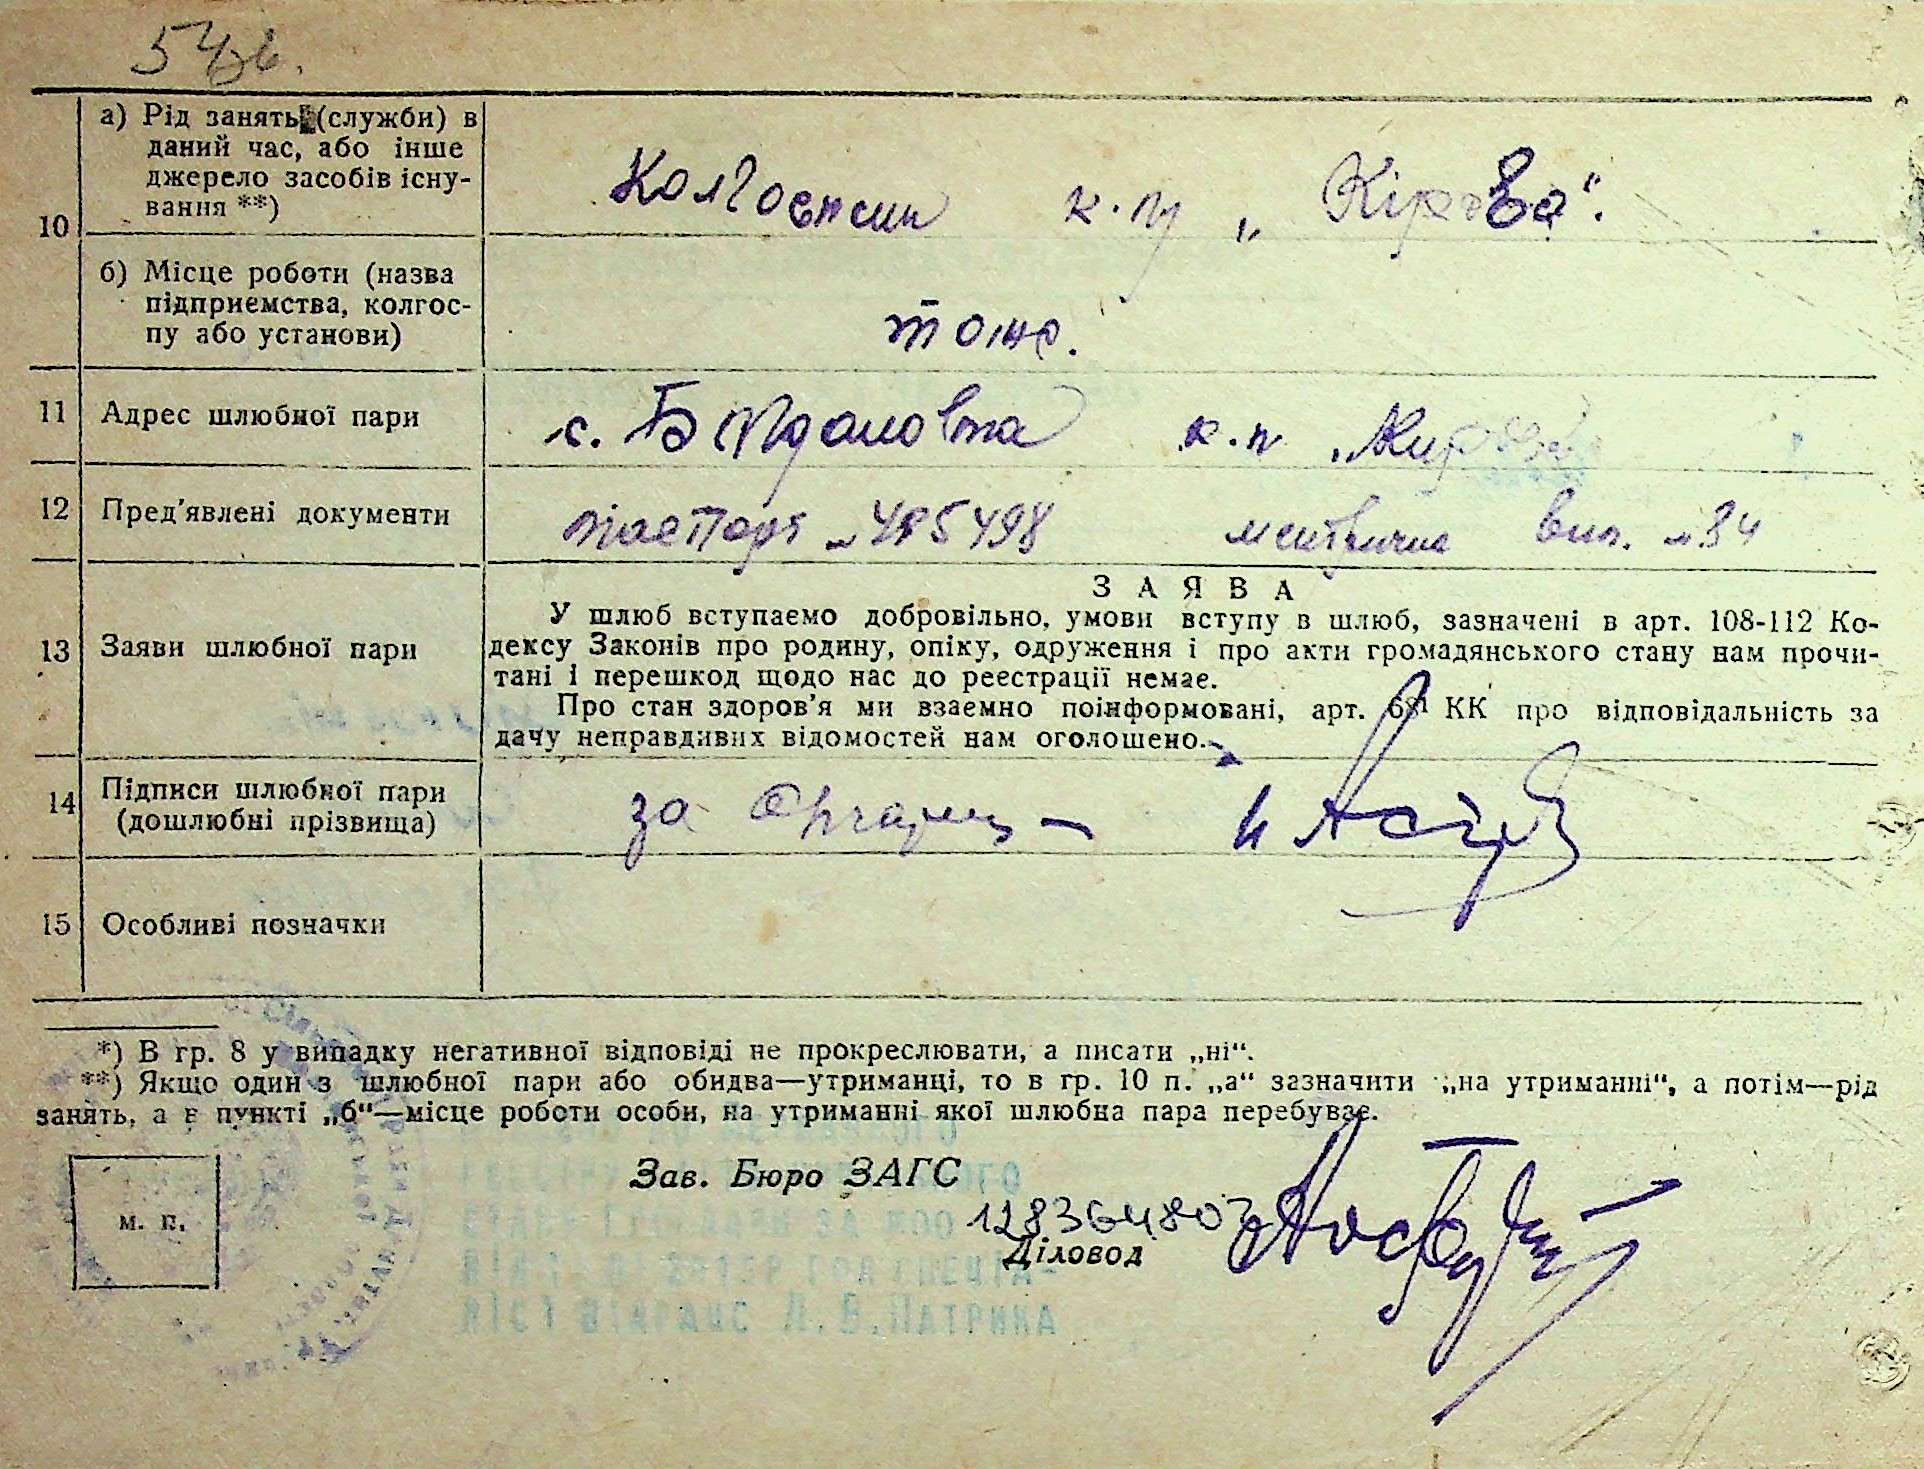 10
а) Рід занять (служби) в
даний час, або інше
джерело засобів існу-
вання **)
Колгоспник к-пу „Кірова“.
б) Місце роботи (назва
підприемства, колгос-
пу або установи)
тоже.
11 Адрес шлюбної пари
с. Богдановка к-п
12 Пред'явлені документи
паспорт № 485498 вип. № 34
13 Заяви шлюбної пари
ЗАЯВА
У шлюб вступаємо добровільно, умови вступу в шлюб, зазначені в арт. 108-112 Ко-
дексу Законів про родину, опіку, одруження і про акти громадянського стану нам прочи-
тані і перешкод щодо нас до реестрації немає.
Про стан здоров'я ми взаемно поінформовані, арт. 68¹ КК про відповідальність за
дачу неправдивих відомостей нам оголошено.
14 Підписи шлюбної пари
(дошлюбні прізвища)
за
15 Особливі позначки
*) В гр. 8 у випадку негативної відповіді не прокреслювати, а писати „ні“.
**) Якщо один з шлюбної пари або обидва—утриманці, то в гр. 10 п. „а“ зазначити „на утриманні“, а потім—рід
занять, а в пункті „б“—місце роботи особи, на утриманні якої шлюбна пара перебуває.
Зав. Бюро ЗАГС
м. п.
Діловод